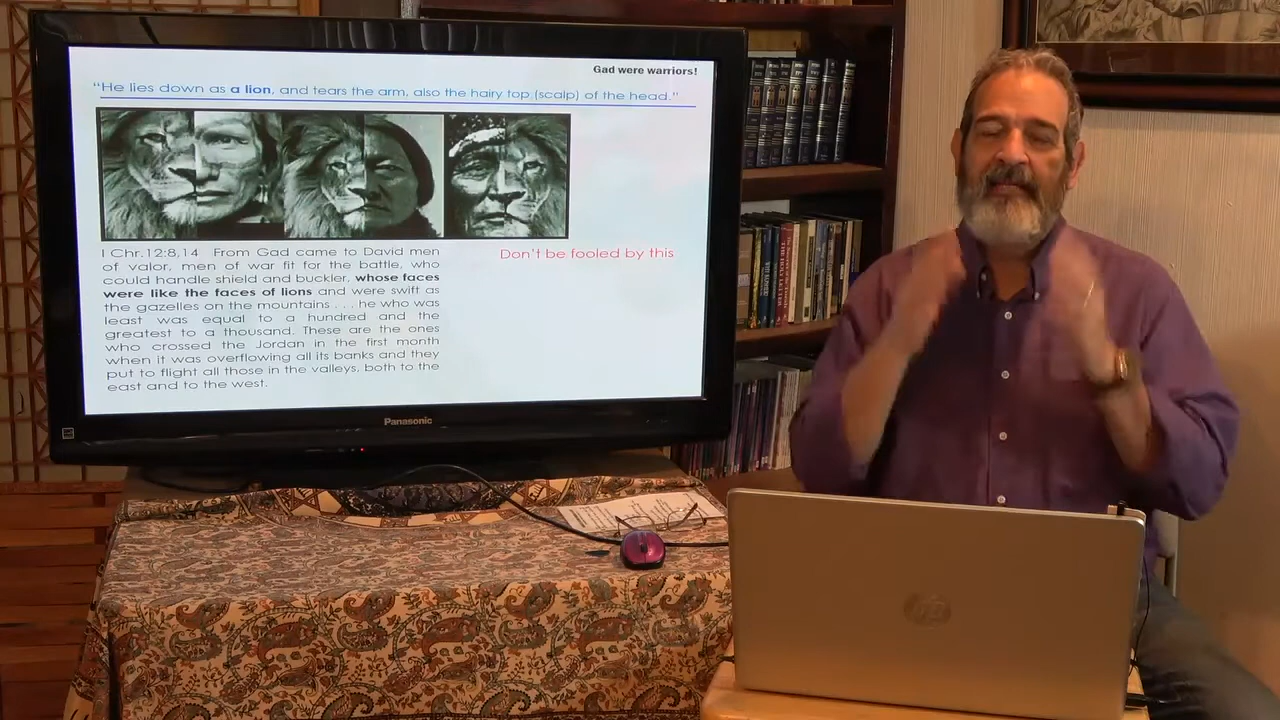 Gad were warriors!
"He lies down as a lion, and tears the arm, also the hairy top (scalp) of the head."
I Chr.12:8,14 From Gad came to David men
of valor, men of war fit for the battle, who
could handle shield and buckler, whose faces
were like the faces of lions and were swift as
the gazelles on the mountains . . . he who was
least was equal to a hundred and the
greatest to a thousand. These are the ones
who crossed the Jordan in the first month
when it was overflowing all its banks and they
put to flight all those in the valleys, both to the
east and to the west.
Don't be fooled by this
Panasonic
hp